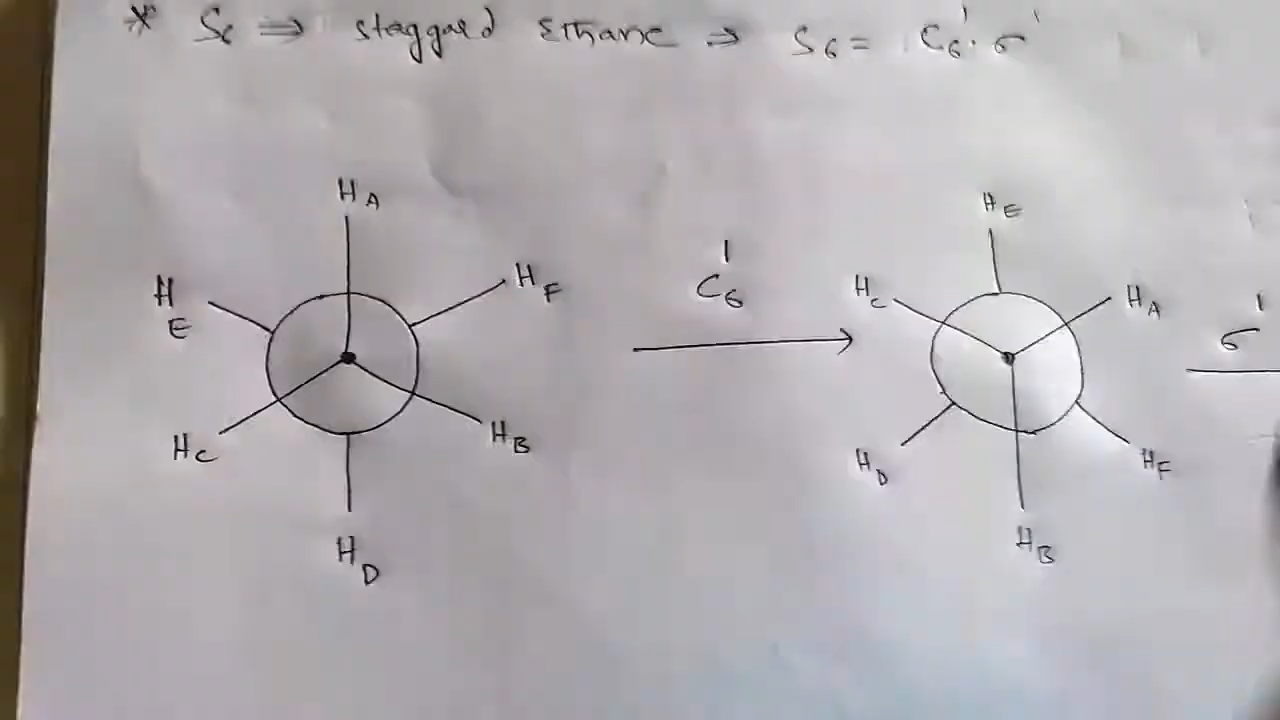 * S6 ⇒ staggard Ethane ⇒ S6 = C6¹·σ¹
HA
HE
HF
HC
HB
HD
C6¹
HE
HC
HA
HD
HF
HB
σ¹